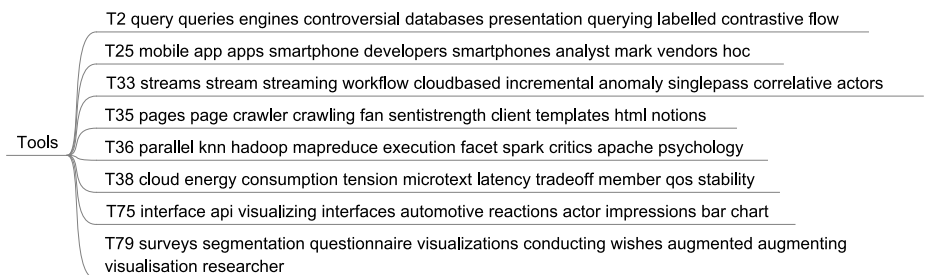 T2 query queries engines controversial databases presentation querying labelled contrastive flow
T25 mobile app apps smartphone developers smartphones analyst mark vendors hoc
T33 streams stream streaming workflow cloudbased incremental anomaly singlepass correlative actors
T35 pages page crawler crawling fan sentistrength client templates html notions
Tools
T36 parallel knn hadoop mapreduce execution facet spark critics apache psychology
T38 cloud energy consumption tension microtext latency tradeoff member qos stability
T75 interface api visualizing interfaces automotive reactions actor impressions bar chart
T79 surveys segmentation questionnaire visualizations conducting wishes augmented augmenting
visualisation researcher